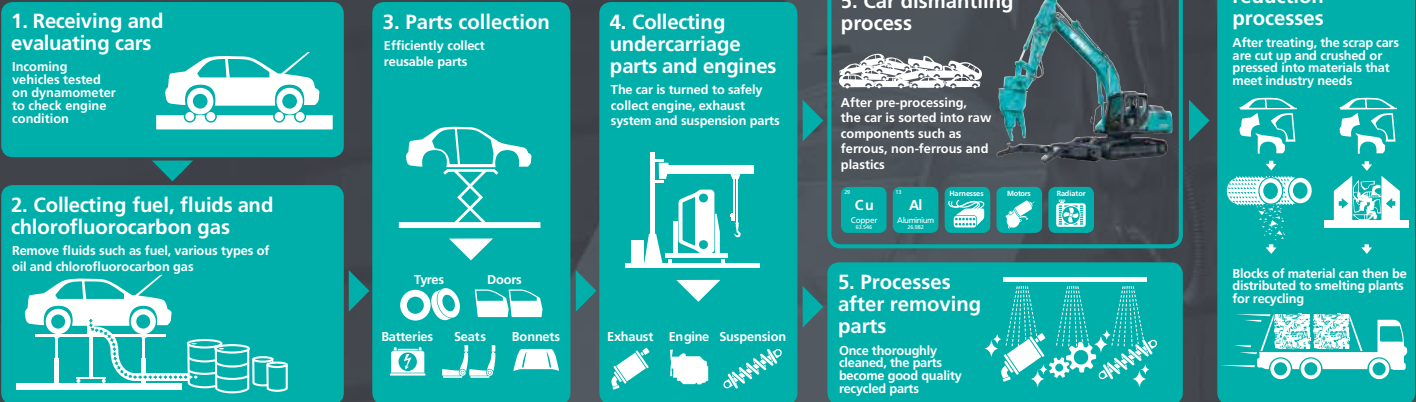 1. Receiving and
evaluating cars
Incoming
vehicles tested
on dynamometer
to check engine
condition
2. Collecting fuel, fluids and
chlorofluorocarbon gas
Remove fluids such as fuel, various types of
oil and chlorofluorocarbon gas
3. Parts collection
Efficiently collect
reusable parts
Tyres
Doors
Batteries
Seats
Bonnets
4. Collecting
undercarriage
parts and engines
The car is turned to safely
collect engine, exhaust
system and suspension parts
Exhaust
Engine
Suspension
5. Car dismantling
process
After pre-processing,
the car is sorted into raw
components such as
ferrous, non-ferrous and
plastics
29
Cu
Copper
63.546
13
Al
Aluminium
26.982
Harnesses
Motors
Radiator
5. Processes
after removing
parts
Once thoroughly
cleaned, the parts
become good quality
recycled parts
reduction
processes
After treating, the scrap cars
are cut up and crushed or
pressed into materials that
meet industry needs
Blocks of material can then be
distributed to smelting plants
for recycling